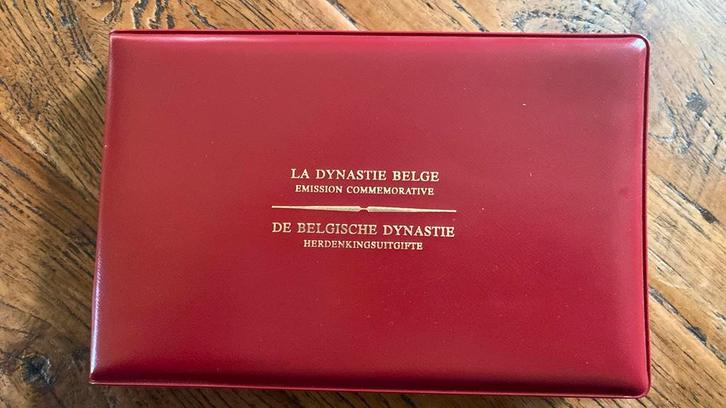 LA DYNASTIE BELGE
EMISSION COMMEMORATIVE
DE BELGISCHE DYNASTIE
HERDENKINGSUITGIFTE